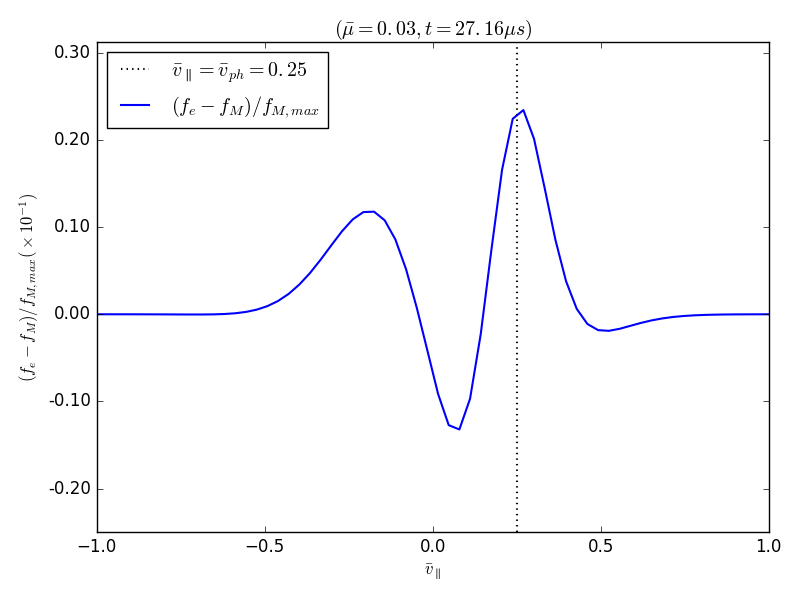 (μ̄ = 0.03, t = 27.16μs)
v̄∥ = v̄ph = 0.25
(fe − fM)/fM,max
(fe − fM)/fM,max(×10⁻¹)
0.30
0.20
0.10
0.00
-0.10
-0.20
−1.0 −0.5 0.0 0.5 1.0
v̄∥